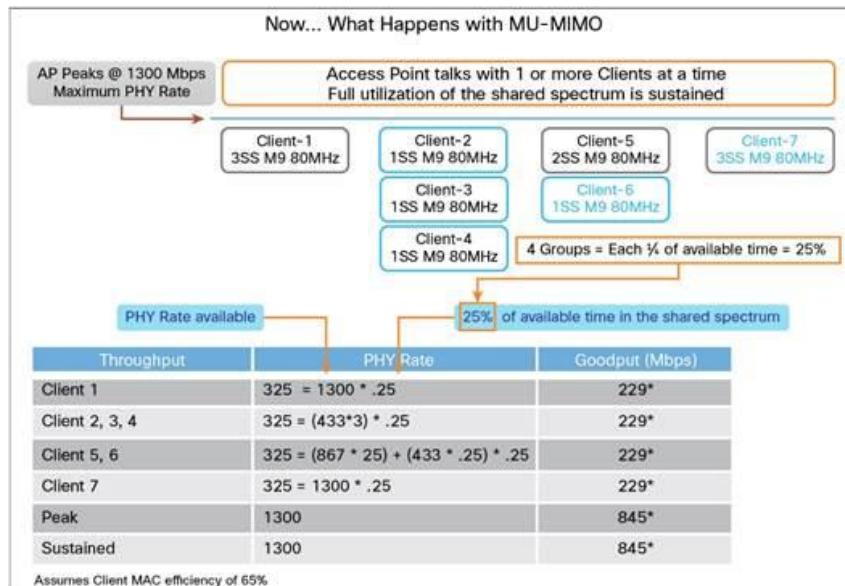 Now... What Happens with MU-MIMO
AP Peaks @ 1300 Mbps
Maximum PHY Rate
Access Point talks with 1 or more Clients at a time
Full utilization of the shared spectrum is sustained
Client-1
3SS M9 80MHz
Client-2
1SS M9 80MHz
Client-5
2SS M9 80MHz
Client-7
3SS M9 80MHz
Client-3
1SS M9 80MHz
Client-6
1SS M9 80MHz
Client-4
1SS M9 80MHz
4 Groups = Each ¼ of available time = 25%
PHY Rate available
25% of available time in the shared spectrum
Throughput PHY Rate Goodput (Mbps)
Client 1 325 = 1300 * .25 229*
Client 2, 3, 4 325 = (433*3) * .25 229*
Client 5, 6 325 = (867 * 25) + (433 * .25) * .25 229*
Client 7 325 = 1300 * .25 229*
Peak 1300 845*
Sustained 1300 845*
Assumes Client MAC efficiency of 65%